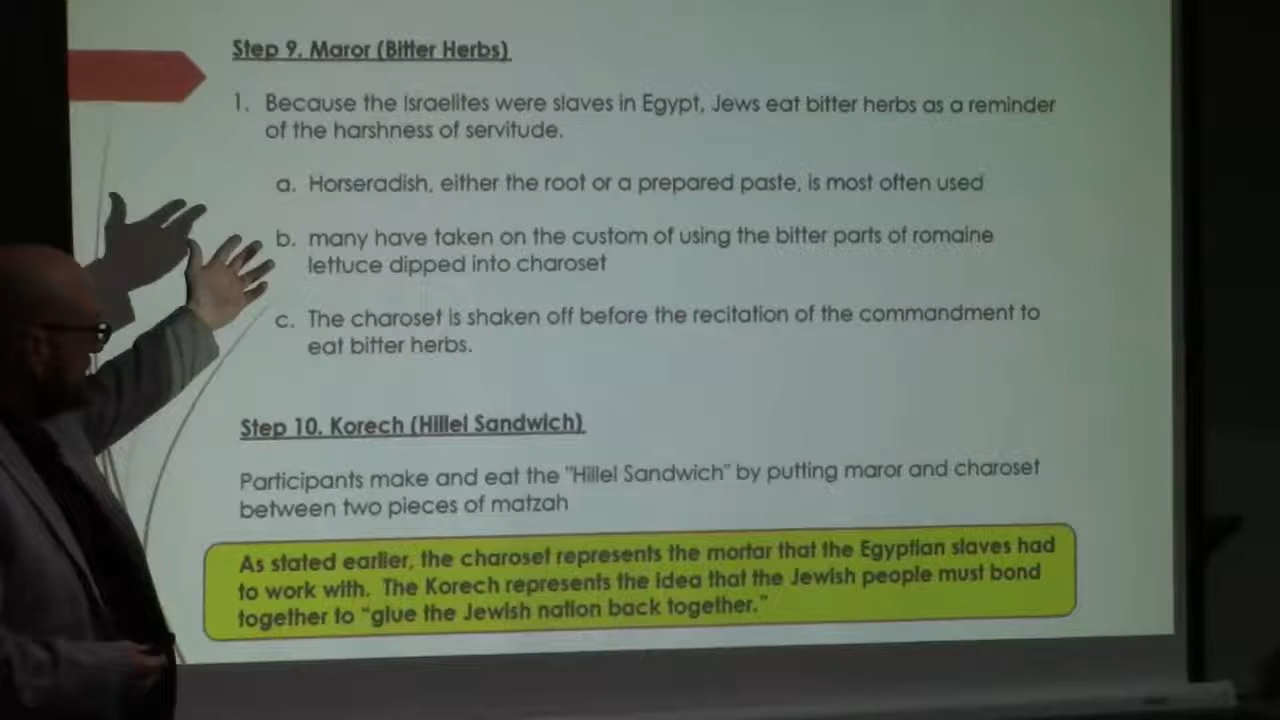 Step 9. Maror (Bitter Herbs)
1. Because the Israelites were slaves in Egypt, Jews eat bitter herbs as a reminder
of the harshness of servitude.
a. Horseradish, either the root or a prepared paste, is most often used
b. many have taken on the custom of using the bitter parts of romaine
lettuce dipped into charoset
c. The charoset is shaken off before the recitation of the commandment to
eat bitter herbs.
Step 10. Korech (Hillel Sandwich)
Participants make and eat the "Hillel Sandwich" by putting maror and charoset
between two pieces of matzah
As stated earlier, the charoset represents the mortar that the Egyptian slaves had
to work with. The Korech represents the idea that the Jewish people must bond
together to “glue the Jewish nation back together.”